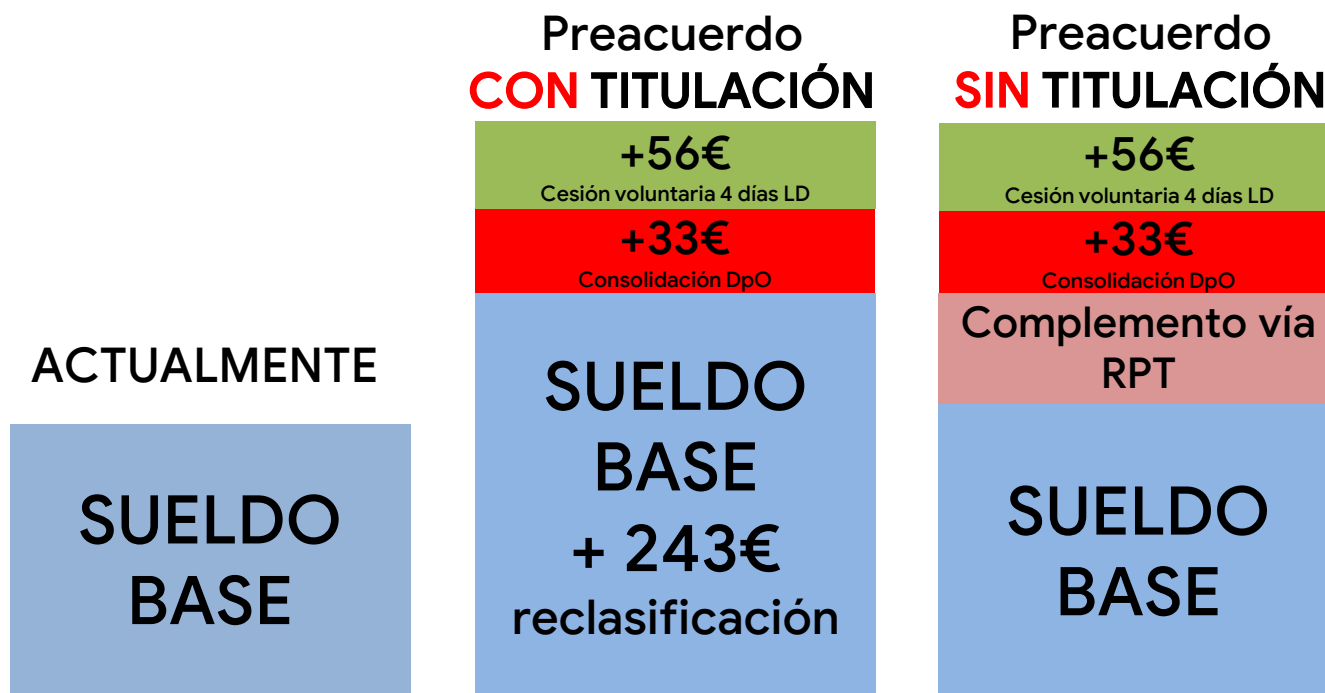 ACTUALMENTE
SUELDO
BASE
Preacuerdo
CON TITULACIÓN
+56€
Cesión voluntaria 4 días LD
+33€
Consolidación DpO
SUELDO
BASE
+ 243€
reclasificación
Preacuerdo
SIN TITULACIÓN
+56€
Cesión voluntaria 4 días LD
+33€
Consolidación DpO
Complemento vía
RPT
SUELDO
BASE